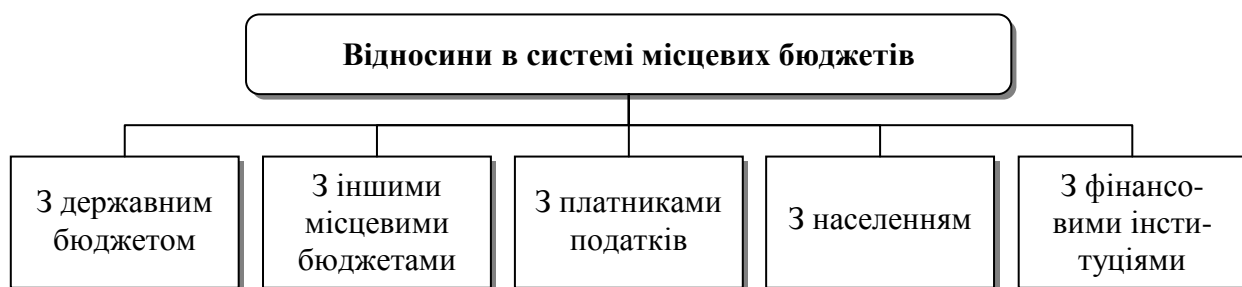 Відносини в системі місцевих бюджетів
З державним
бюджетом
З іншими
місцевими
бюджетами
З платниками
податків
З населенням
З фінансо-
вими інсти-
туціями